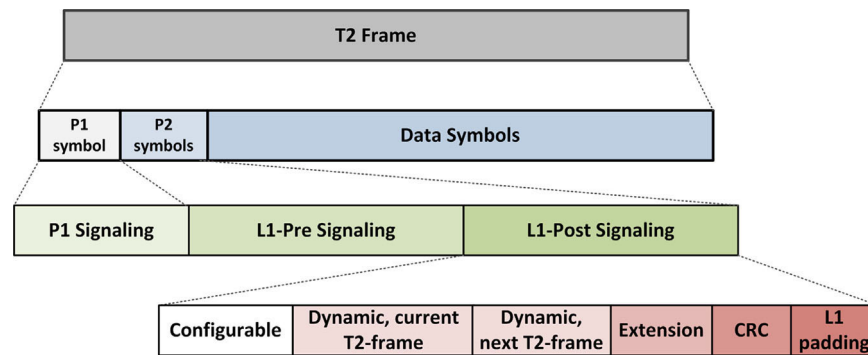 T2 Frame
P1
symbol
P2
symbols
Data Symbols
P1 Signaling
L1-Pre Signaling
L1-Post Signaling
Configurable
Dynamic, current
T2-frame
Dynamic,
next T2-frame
Extension
CRC
L1
padding